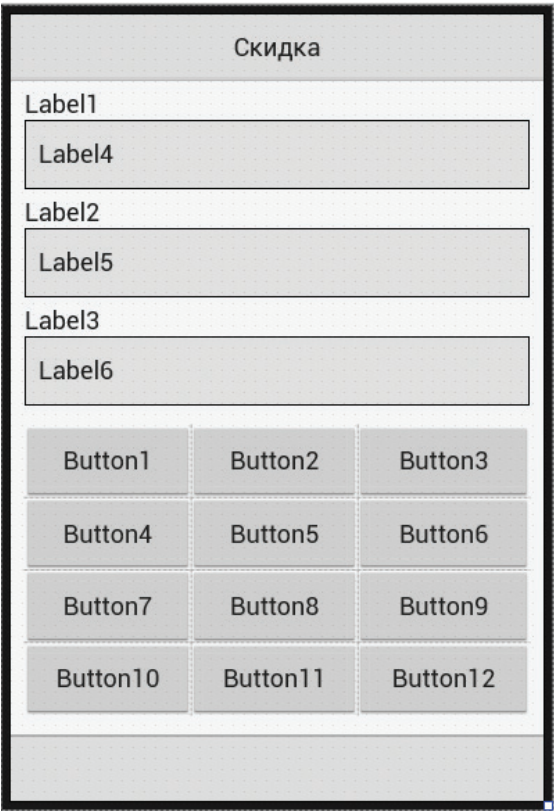 Скидка
Label1
Label4
Label2
Label5
Label3
Label6
Button1 Button2 Button3
Button4 Button5 Button6
Button7 Button8 Button9
Button10 Button11 Button12